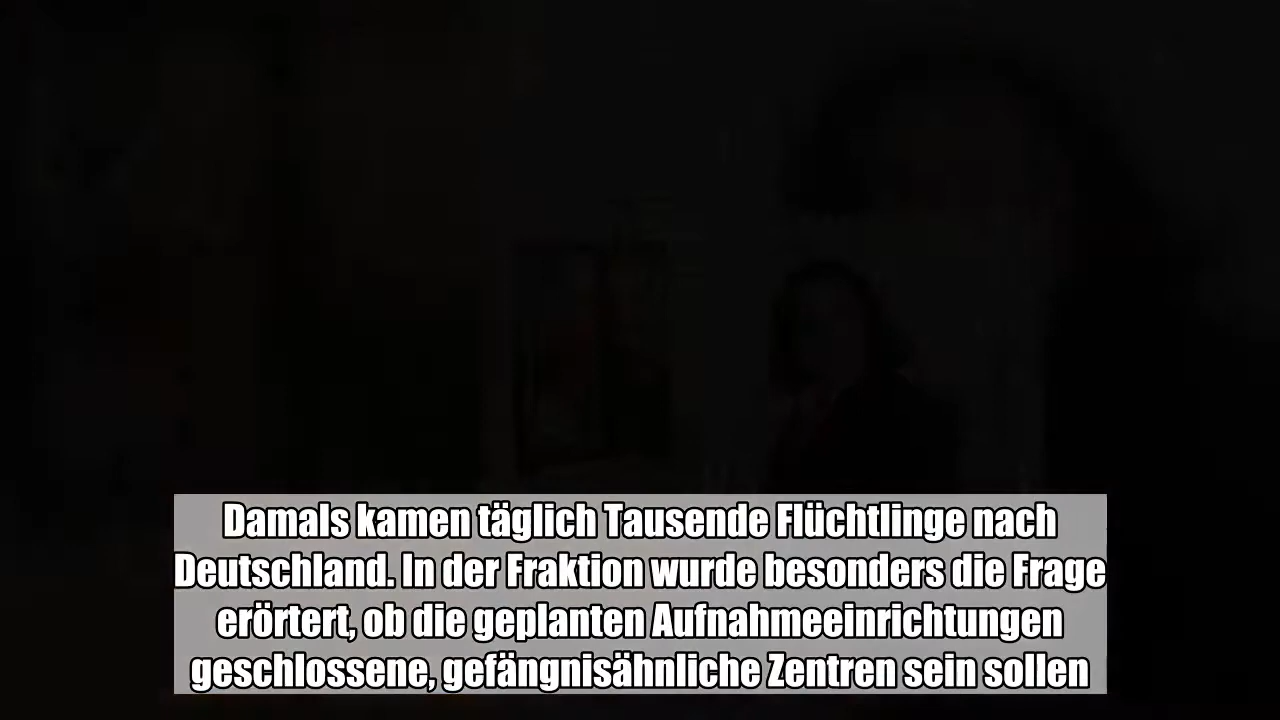 Damals kamen täglich Tausende Flüchtlinge nach
Deutschland. In der Fraktion wurde besonders die Frage
erörtert, ob die geplanten Aufnahmeeinrichtungen
geschlossene, gefängnisähnliche Zentren sein sollen